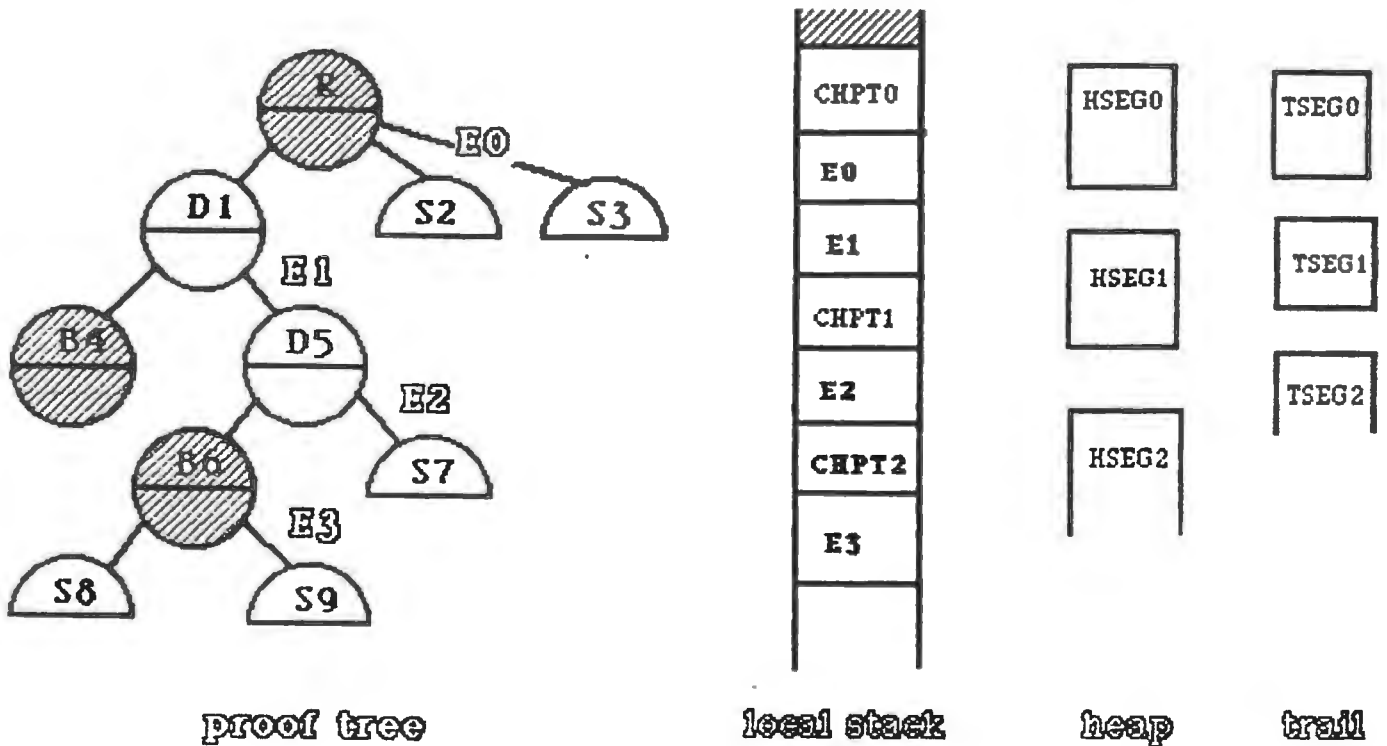 R
E0
D1
S2
S3
E1
B4
D5
E2
B6
S7
E3
S8
S9
proof tree
CHPT0
E0
E1
CHPT1
E2
CHPT2
E3
local stack
HSEG0
HSEG1
HSEG2
heap
TSEG0
TSEG1
TSEG2
trail